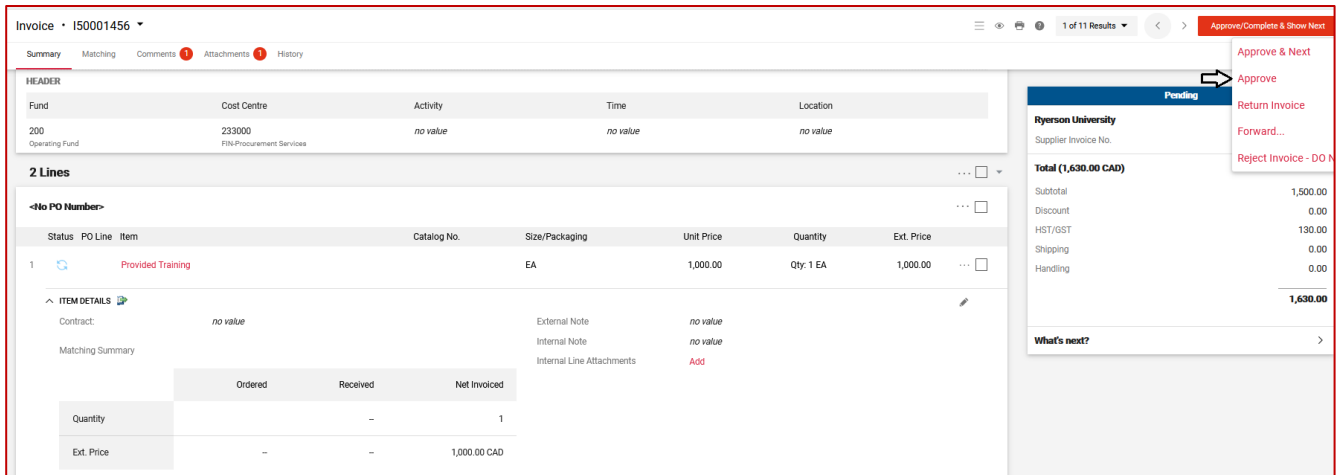 Invoice • I50001456
1 of 11 Results
Approve/Complete & Show Next
Summary Matching Comments 1 Attachments 1 History
Approve & Next
Approve
Return Invoice
Forward...
Reject Invoice - DO N
HEADER
Fund Cost Centre Activity Time Location
200 233000 no value no value no value
Operating Fund FIN-Procurement Services
2 Lines
<No PO Number>
Status PO Line Item Catalog No. Size/Packaging Unit Price Quantity Ext. Price
1 Provided Training EA 1,000.00 Qty: 1 EA 1,000.00
ITEM DETAILS
Contract: no value External Note no value
Internal Note no value
Matching Summary
Internal Line Attachments Add
Ordered Received Net Invoiced
Quantity – 1
Ext. Price – – 1,000.00 CAD
Pending
Ryerson University
Supplier Invoice No.
Total (1,630.00 CAD)
Subtotal 1,500.00
Discount 0.00
HST/GST 130.00
Shipping 0.00
Handling 0.00
1,630.00
What's next?